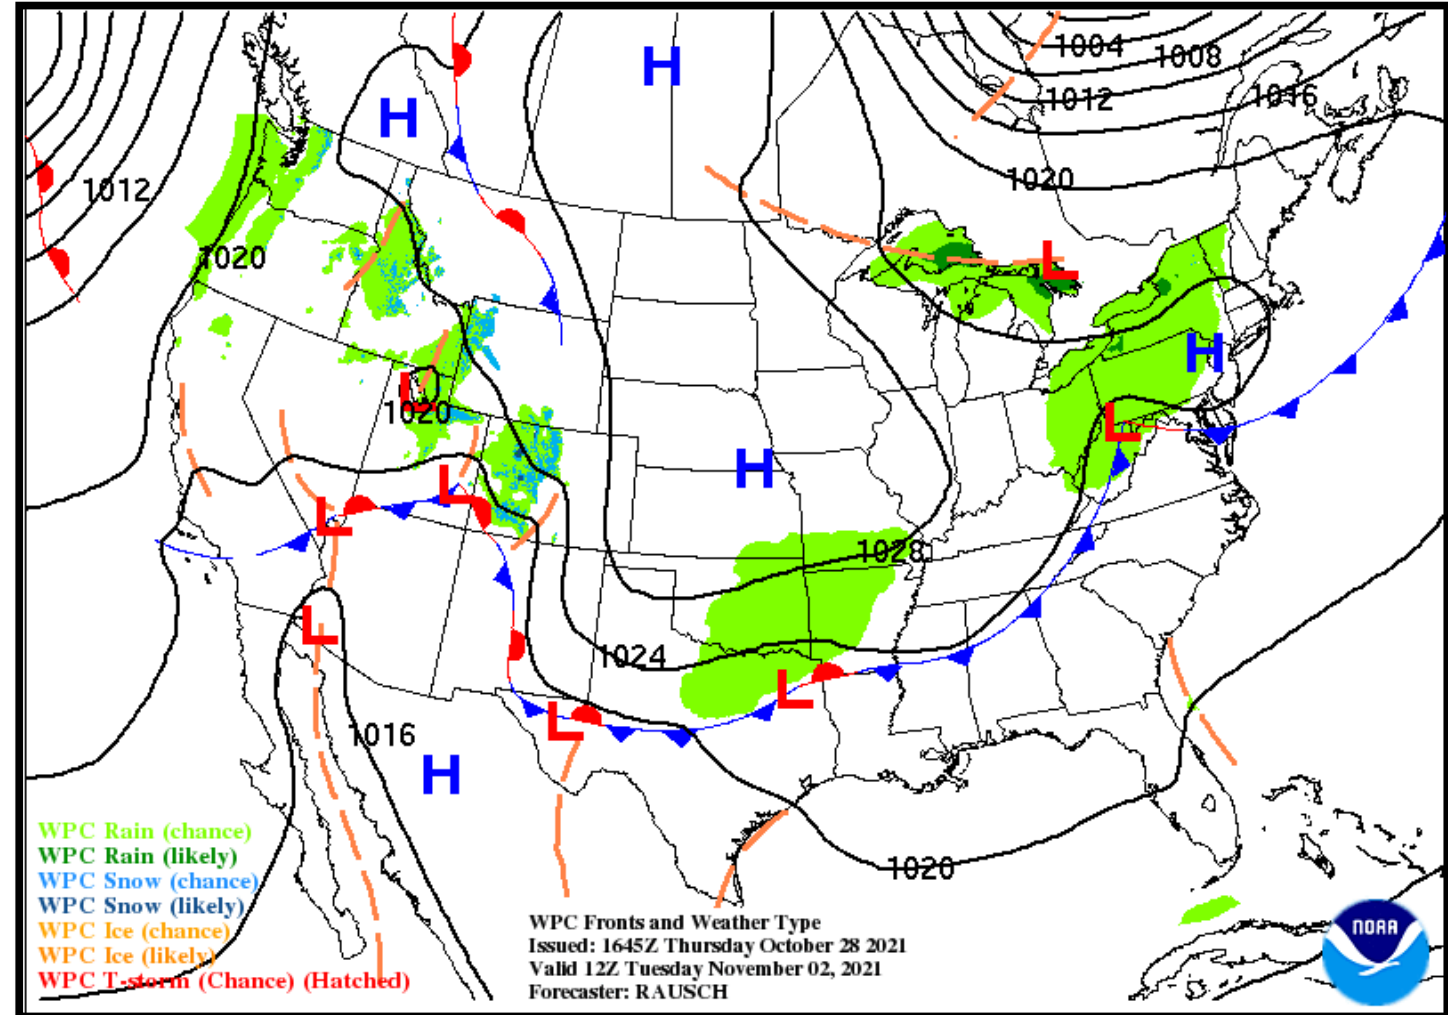 1004
1008
H
H
1012
1016
1012
1020
1020
L
H
L
1020
L
H
L
L
1028
L
1024
L
L
1016
H
1020
WPC Rain (chance)
WPC Rain (likely)
WPC Snow (chance)
WPC Snow (likely)
WPC Ice (chance)
WPC Ice (likely)
WPC T-storm (Chance) (Hatched)
WPC Fronts and Weather Type
Issued: 1645Z Thursday October 28 2021
Valid 12Z Tuesday November 02, 2021
Forecaster: RAUSCH
NOAA